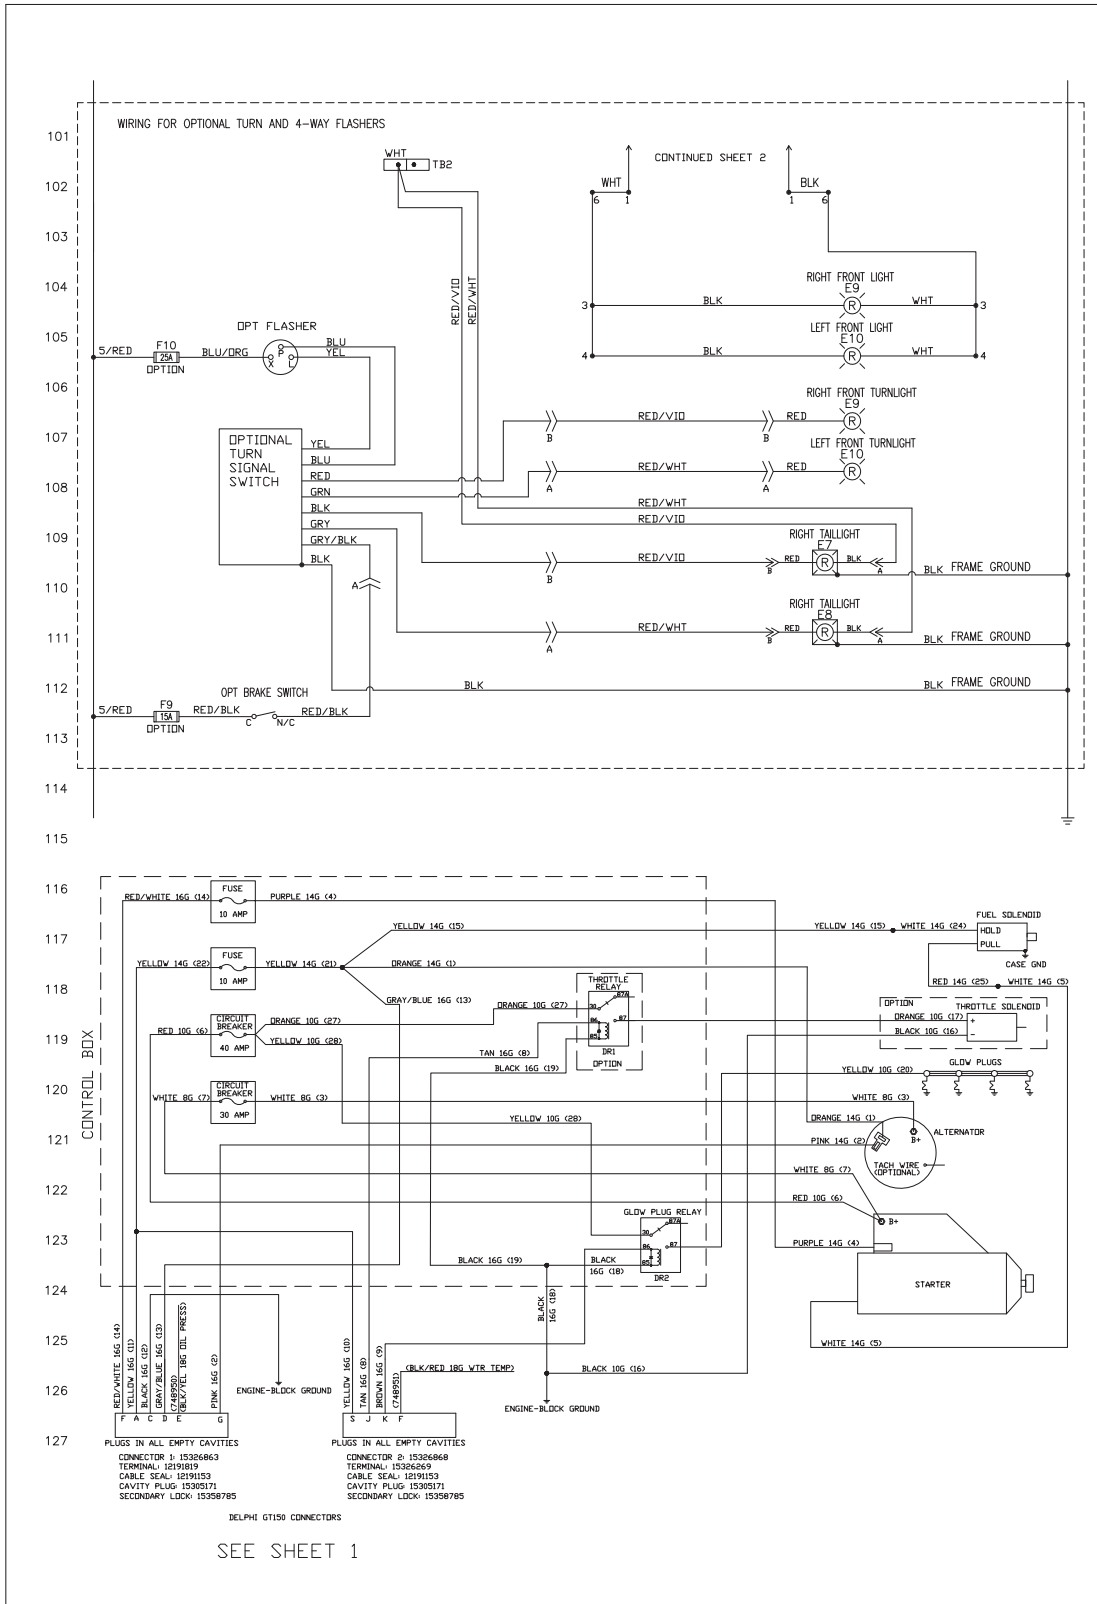 101
WIRING FOR OPTIONAL TURN AND 4-WAY FLASHERS
WHT
TB2
CONTINUED SHEET 2
102
WHT
BLK
6 1
1 6
103
RED/VIO
RED/WHT
104
RIGHT FRONT LIGHT
E9
3 BLK R WHT 3
105
OPT FLASHER
LEFT FRONT LIGHT
E10
5/RED
F10
25A
OPTION
BLU/ORG
X P L
BLU
YEL
4 BLK R WHT 4
106
RIGHT FRONT TURNLIGHT
E9
107
RED/VIO
RED
R
B
B
OPTIONAL
TURN
SIGNAL
SWITCH
YEL
BLU
RED
GRN
BLK
GRY
GRY/BLK
BLK
LEFT FRONT TURNLIGHT
E10
RED/WHT
RED
R
A
A
108
RED/WHT
RED/VIO
109
RIGHT TAILLIGHT
E7
RED/VIO
RED
R
BLK
B
B
A
BLK FRAME GROUND
A
110
RIGHT TAILLIGHT
E8
111
RED/WHT
RED
R
BLK
A
B
A
BLK FRAME GROUND
112
BLK
BLK FRAME GROUND
OPT BRAKE SWITCH
5/RED
F9
15A
OPTION
RED/BLK
C N/C
RED/BLK
113
114
115
116
RED/WHITE 16G (14)
FUSE
10 AMP
PURPLE 14G (4)
117
YELLOW 14G (15)
YELLOW 14G (15)
WHITE 14G (24)
FUEL SOLENOID
HOLD
PULL
CASE GND
YELLOW 14G (22)
FUSE
10 AMP
YELLOW 14G (21)
ORANGE 14G (1)
118
THROTTLE
RELAY
RED 14G (25)
WHITE 14G (5)
GRAY/BLUE 16G (13)
ORANGE 10G (27)
30
87A
86
87
85
DR1
OPTION
OPTION
THROTTLE SOLENOID
ORANGE 10G (17)
BLACK 10G (16)
+
-
119
RED 10G (6)
CIRCUIT
BREAKER
40 AMP
ORANGE 10G (27)
YELLOW 10G (28)
TAN 16G (8)
BLACK 16G (19)
GLOW PLUGS
YELLOW 10G (20)
120
CONTROL BOX
WHITE 8G (7)
CIRCUIT
BREAKER
30 AMP
WHITE 8G (3)
WHITE 8G (3)
YELLOW 10G (28)
ORANGE 14G (1)
121
PINK 14G (2)
B+
ALTERNATOR
TACH WIRE
(OPTIONAL)
WHITE 8G (7)
122
RED 10G (6)
GLOW PLUG RELAY
30
87A
86
87
85
DR2
B+
123
PURPLE 14G (4)
BLACK 16G (19)
BLACK
16G (18)
STARTER
124
BLACK
16G (18)
125
WHITE 14G (5)
RED/WHITE 16G (14)
YELLOW 16G (11)
BLACK 16G (12)
GRAY/BLUE 16G (13)
(748950)
(BLK/YEL 18G OIL PRESS)
PINK 16G (2)
YELLOW 16G (10)
TAN 16G (8)
BROWN 16G (9)
(748951)
(BLK/RED 18G WTR TEMP)
BLACK 10G (16)
126
ENGINE-BLOCK GROUND
ENGINE-BLOCK GROUND
F A C D E G
S J K F
127
PLUGS IN ALL EMPTY CAVITIES
CONNECTOR 1: 15326863
TERMINAL: 12191819
CABLE SEAL: 12191153
CAVITY PLUG: 15305171
SECONDARY LOCK: 15358785
PLUGS IN ALL EMPTY CAVITIES
CONNECTOR 2: 15326868
TERMINAL: 15326269
CABLE SEAL: 12191153
CAVITY PLUG: 15305171
SECONDARY LOCK: 15358785
DELPHI GT150 CONNECTORS
SEE SHEET 1